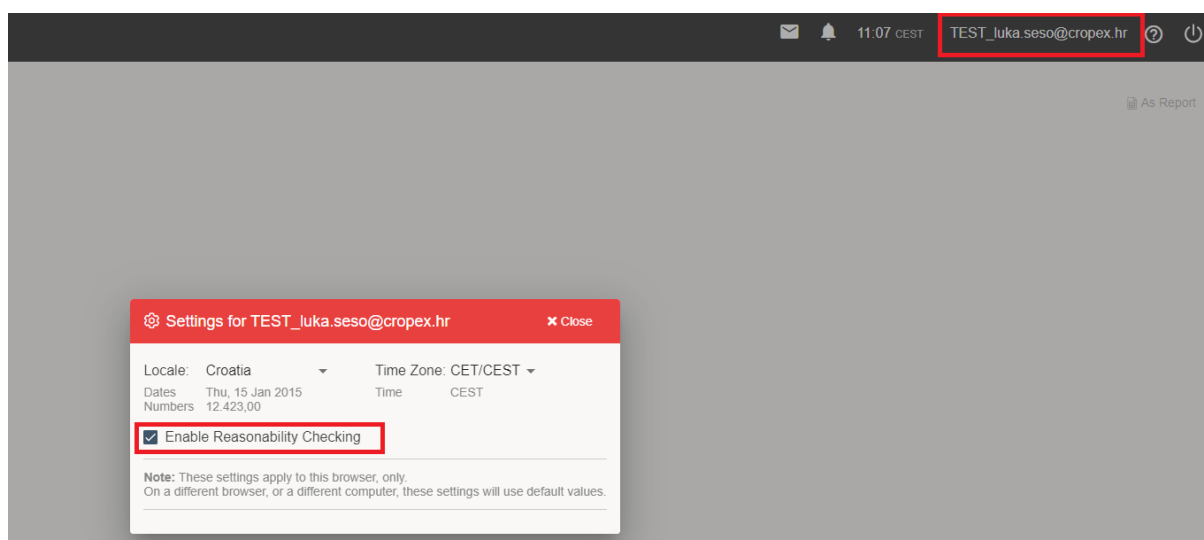 11:07 CEST TEST_luka.seso@cropex.hr
As Report
Settings for TEST_luka.seso@cropex.hr Close
Locale: Croatia Time Zone: CET/CEST
Dates Thu, 15 Jan 2015 Time CEST
Numbers 12.423,00
Enable Reasonability Checking
Note: These settings apply to this browser, only.
On a different browser, or a different computer, these settings will use default values.